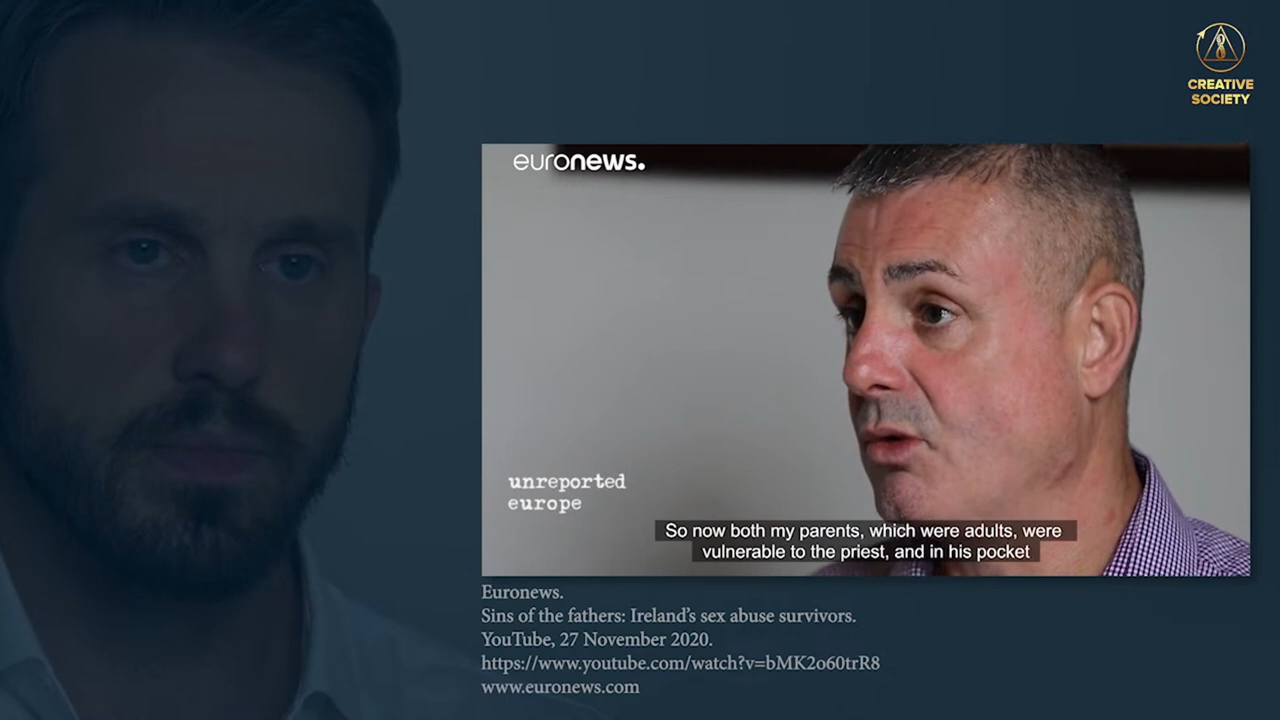 CREATIVE
SOCIETY
euronews.
unreported
europe
So now both my parents, which were adults, were
vulnerable to the priest, and in his pocket
Euronews.
Sins of the fathers: Ireland's sex abuse survivors.
YouTube, 27 November 2020.
https://www.youtube.com/watch?v=bMK2o60trR8
www.euronews.com